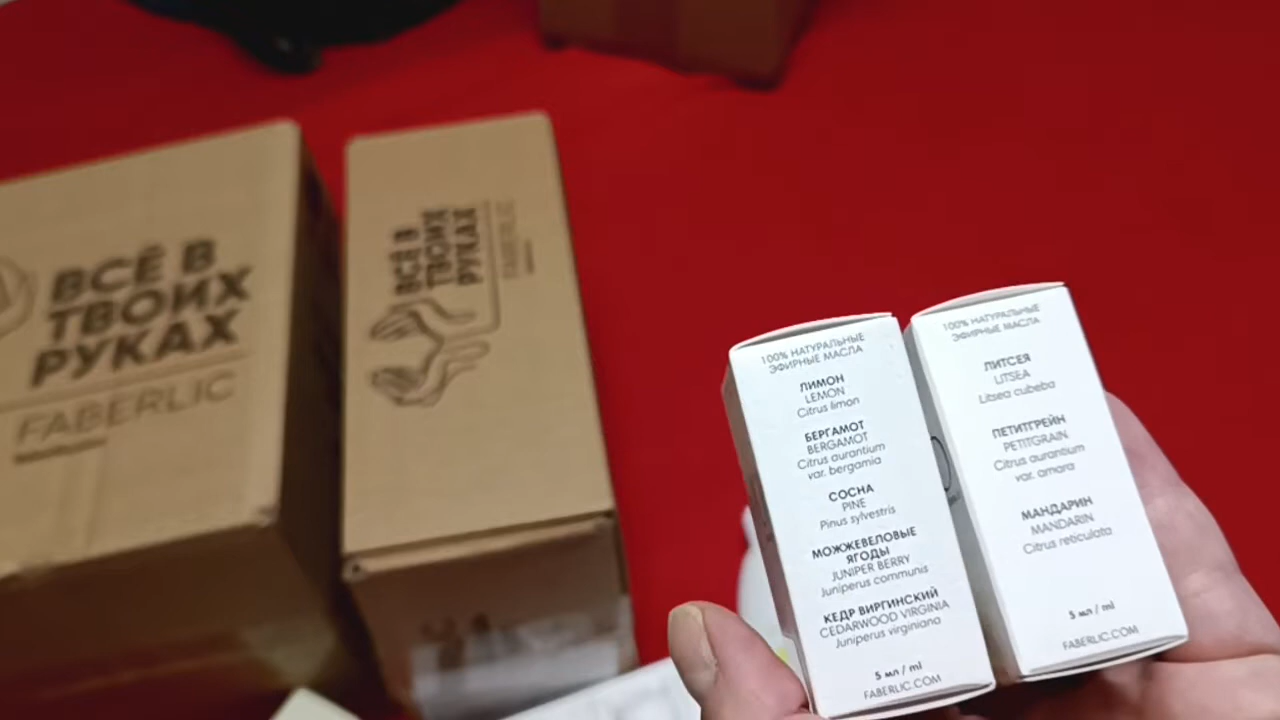 ВСЁ В
ТВОИХ
РУКАХ
FABERLIC
ВСЁ В
ТВОИХ
РУКАХ
FABERLIC
100% НАТУРАЛЬНЫЕ
ЭФИРНЫЕ МАСЛА
ЛИМОН
LEMON
Citrus limon
БЕРГАМОТ
BERGAMOT
Citrus aurantium
var. bergamia
СОСНА
PINE
Pinus sylvestris
МОЖЖЕВЕЛОВЫЕ
ЯГОДЫ
JUNIPER BERRY
Juniperus communis
КЕДР ВИРГИНСКИЙ
CEDARWOOD VIRGINIA
Juniperus virginiana
5 мл / ml
FABERLIC.COM
100% НАТУРАЛЬНЫЕ
ЭФИРНЫЕ МАСЛА
ЛИТСЕЯ
LITSEA
Litsea cubeba
ПЕТИТГРЕЙН
PETITGRAIN
Citrus aurantium
var. amara
МАНДАРИН
MANDARIN
Citrus reticulata
5 мл / ml
FABERLIC.COM